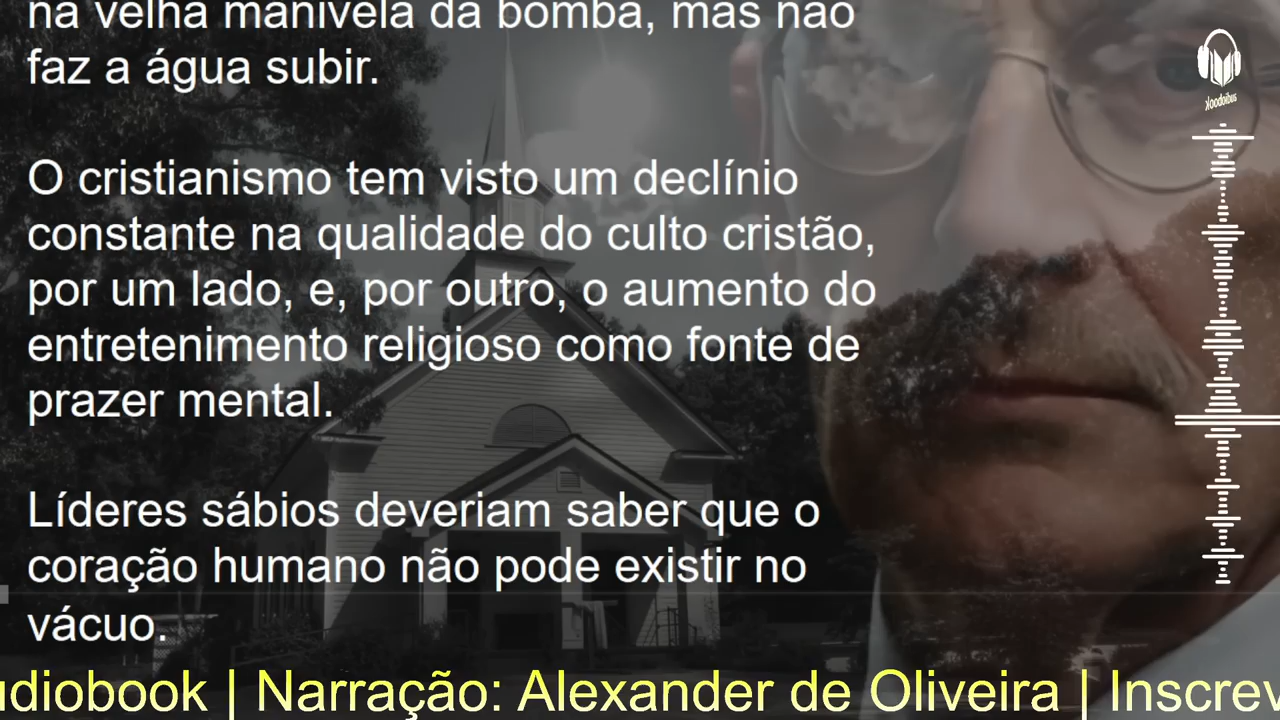 na velha manivela da bomba, mas não
faz a água subir.
O cristianismo tem visto um declínio
constante na qualidade do culto cristão,
por um lado, e, por outro, o aumento do
entretenimento religioso como fonte de
prazer mental.
Líderes sábios deveriam saber que o
coração humano não pode existir no
vácuo.
udiobook | Narração: Alexander de Oliveira | Inscrev